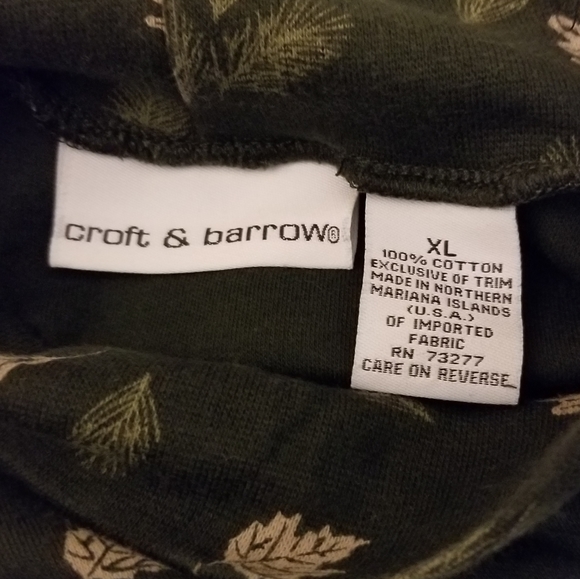 croft & barrow®
XL
100% COTTON
EXCLUSIVE OF TRIM
MADE IN NORTHERN
MARIANA ISLANDS
(U.S.A.)
OF IMPORTED
FABRIC
RN 73277
CARE ON REVERSE